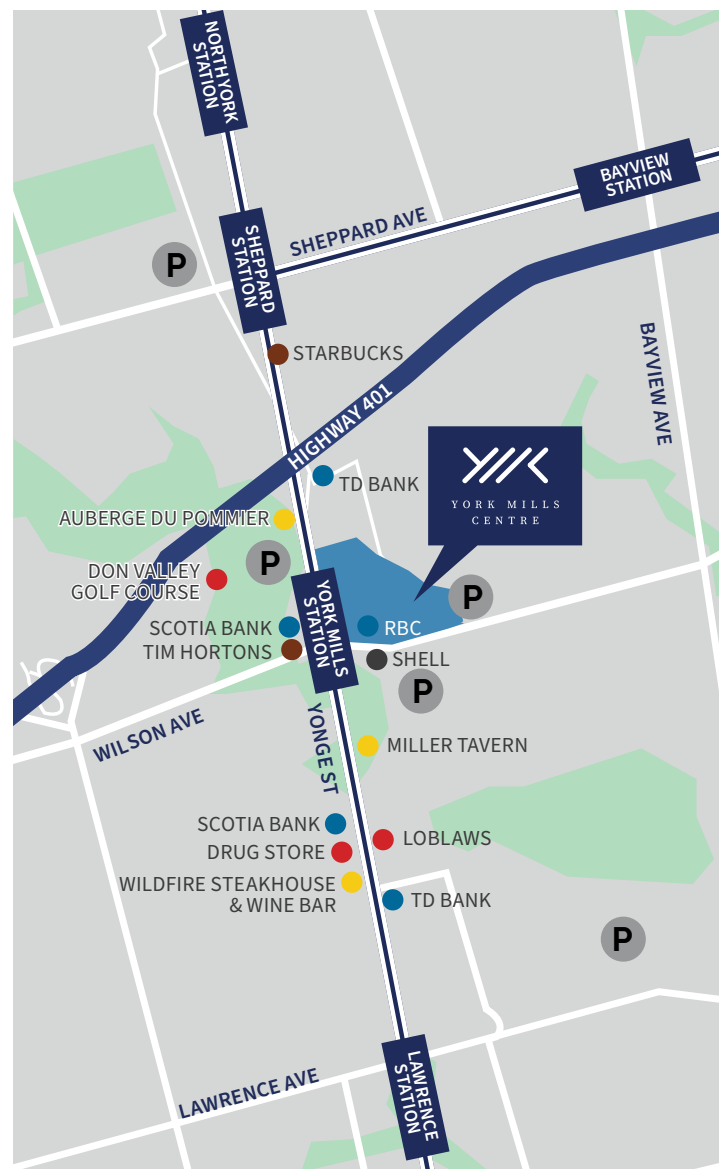 NORTH YORK
STATION
BAYVIEW
STATION
SHEPPARD AVE
SHEPPARD
STATION
P
STARBUCKS
BAYVIEW AVE
HIGHWAY 401
YORK MILLS
CENTRE
TD BANK
AUBERGE DU POMMIER
P
DON VALLEY
GOLF COURSE
P
YORK MILLS
STATION
SCOTIA BANK
RBC
TIM HORTONS
SHELL
P
WILSON AVE
YONGE ST
MILLER TAVERN
SCOTIA BANK
LOBLAWS
DRUG STORE
WILDFIRE STEAKHOUSE
& WINE BAR
TD BANK
P
LAWRENCE AVE
LAWRENCE
STATION